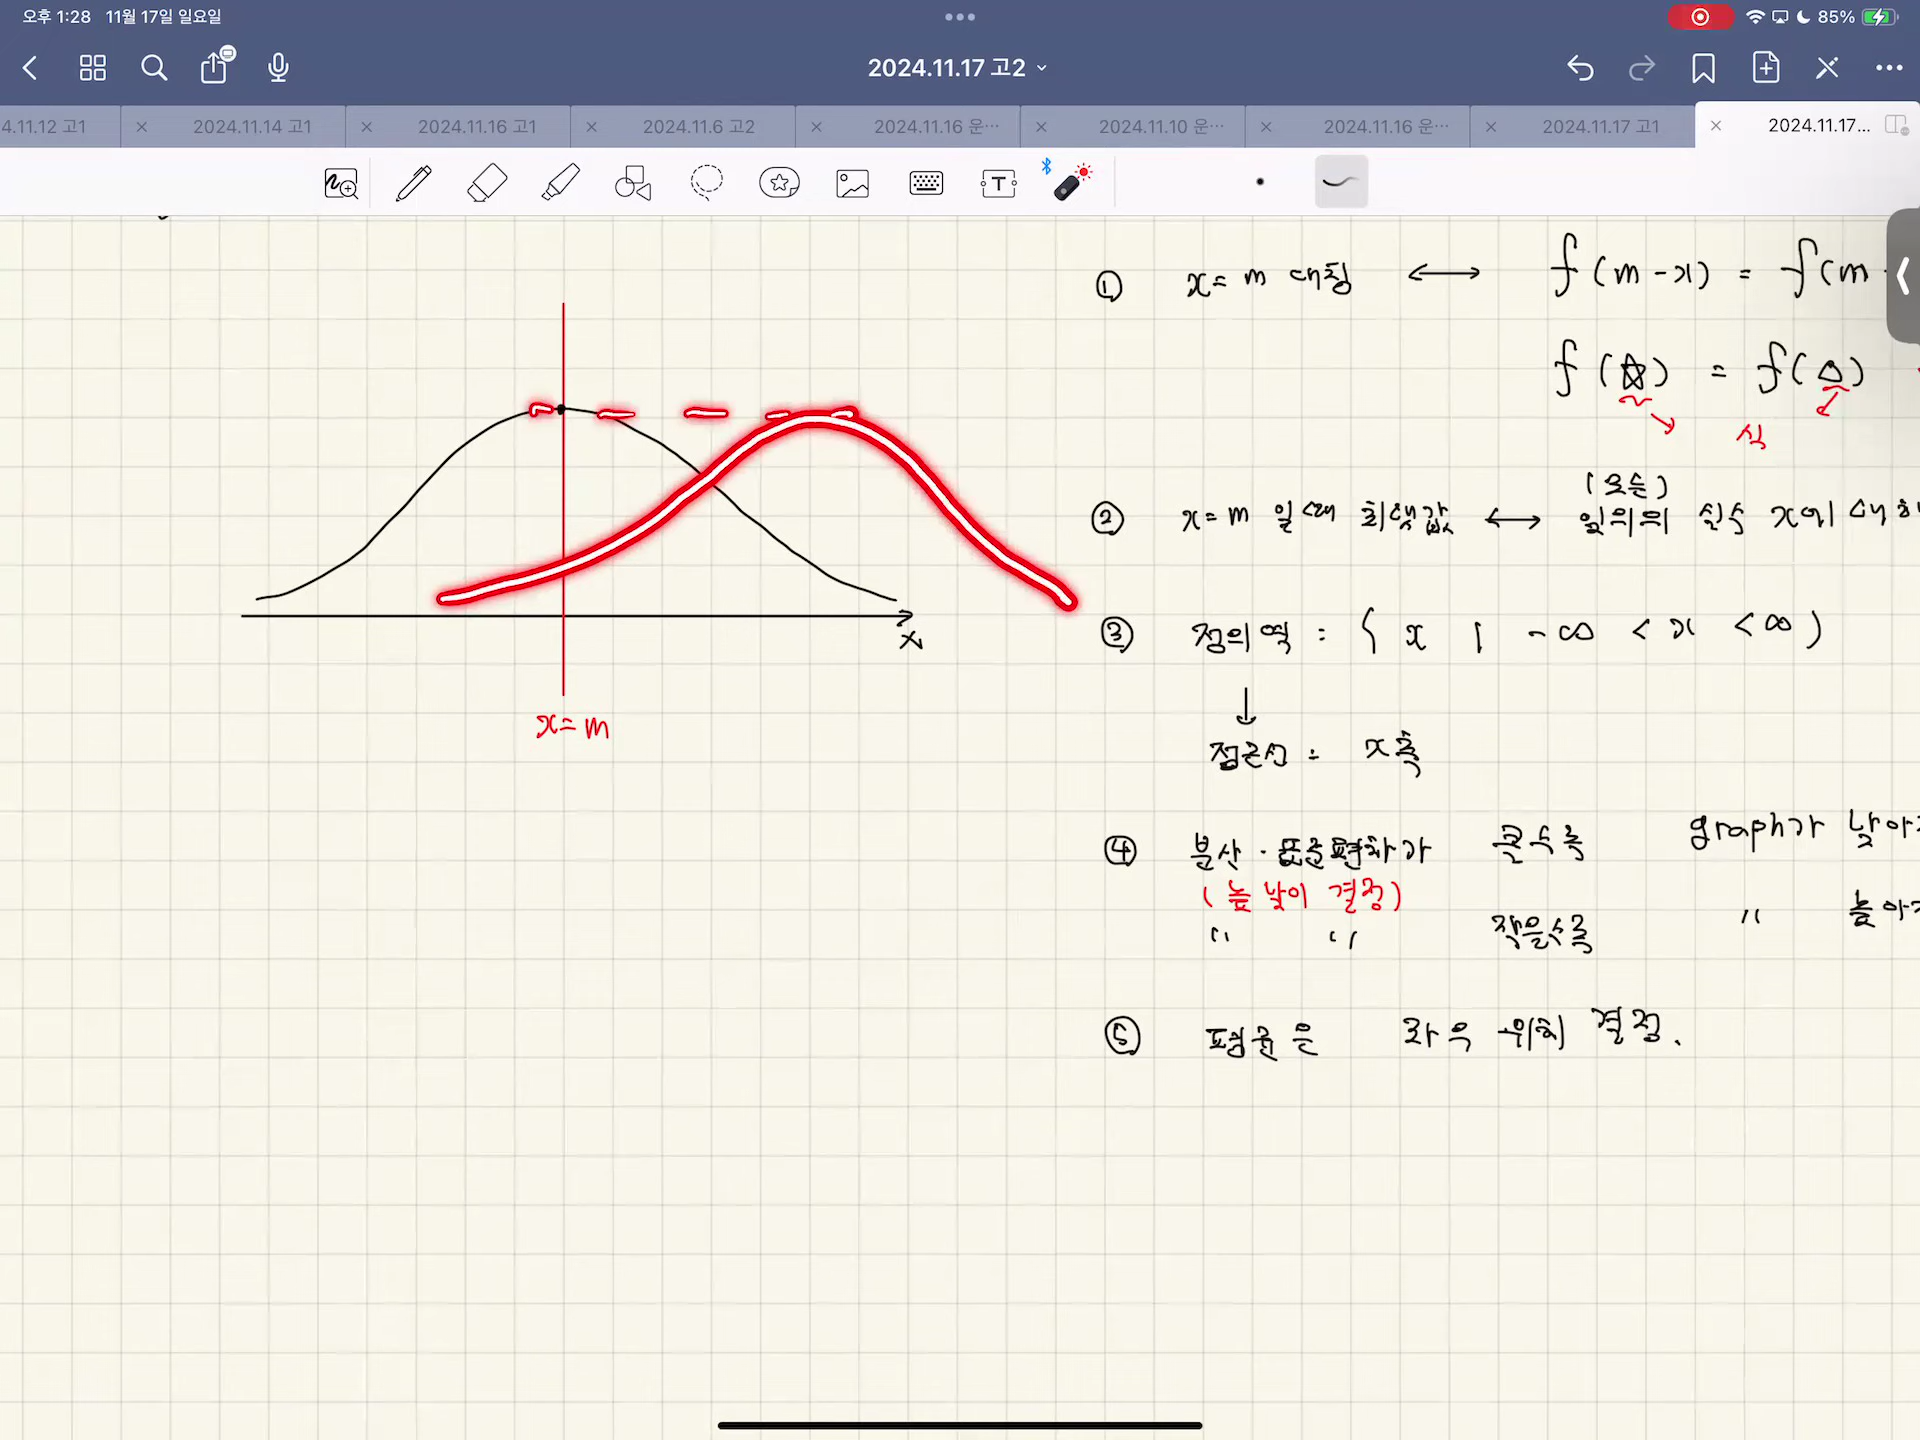 오후 1:28 11월 17일 일요일
85%
2024.11.17 고2
4.11.12 고1
2024.11.14 고1
2024.11.16 고1
2024.11.6 고2
2024.11.16 운…
2024.11.10 운…
2024.11.16 운…
2024.11.17 고1
2024.11.17...
① x = m 대칭 ↔ f(m-x) = f(m
f(☆) = f(△)
② x=m 일때 최댓값 ↔ (모든) 임의의 실수 x에 대하
③ 정의역 : { x | -∞ < x < ∞ }
↓
점근선 = x축
④ 분산 · 표준편차가 클수록 graph가 낮아
(높낮이 결정)
" " 작을수록 " 높아
⑤ 평균은 좌우 위치 결정.
x
x = m